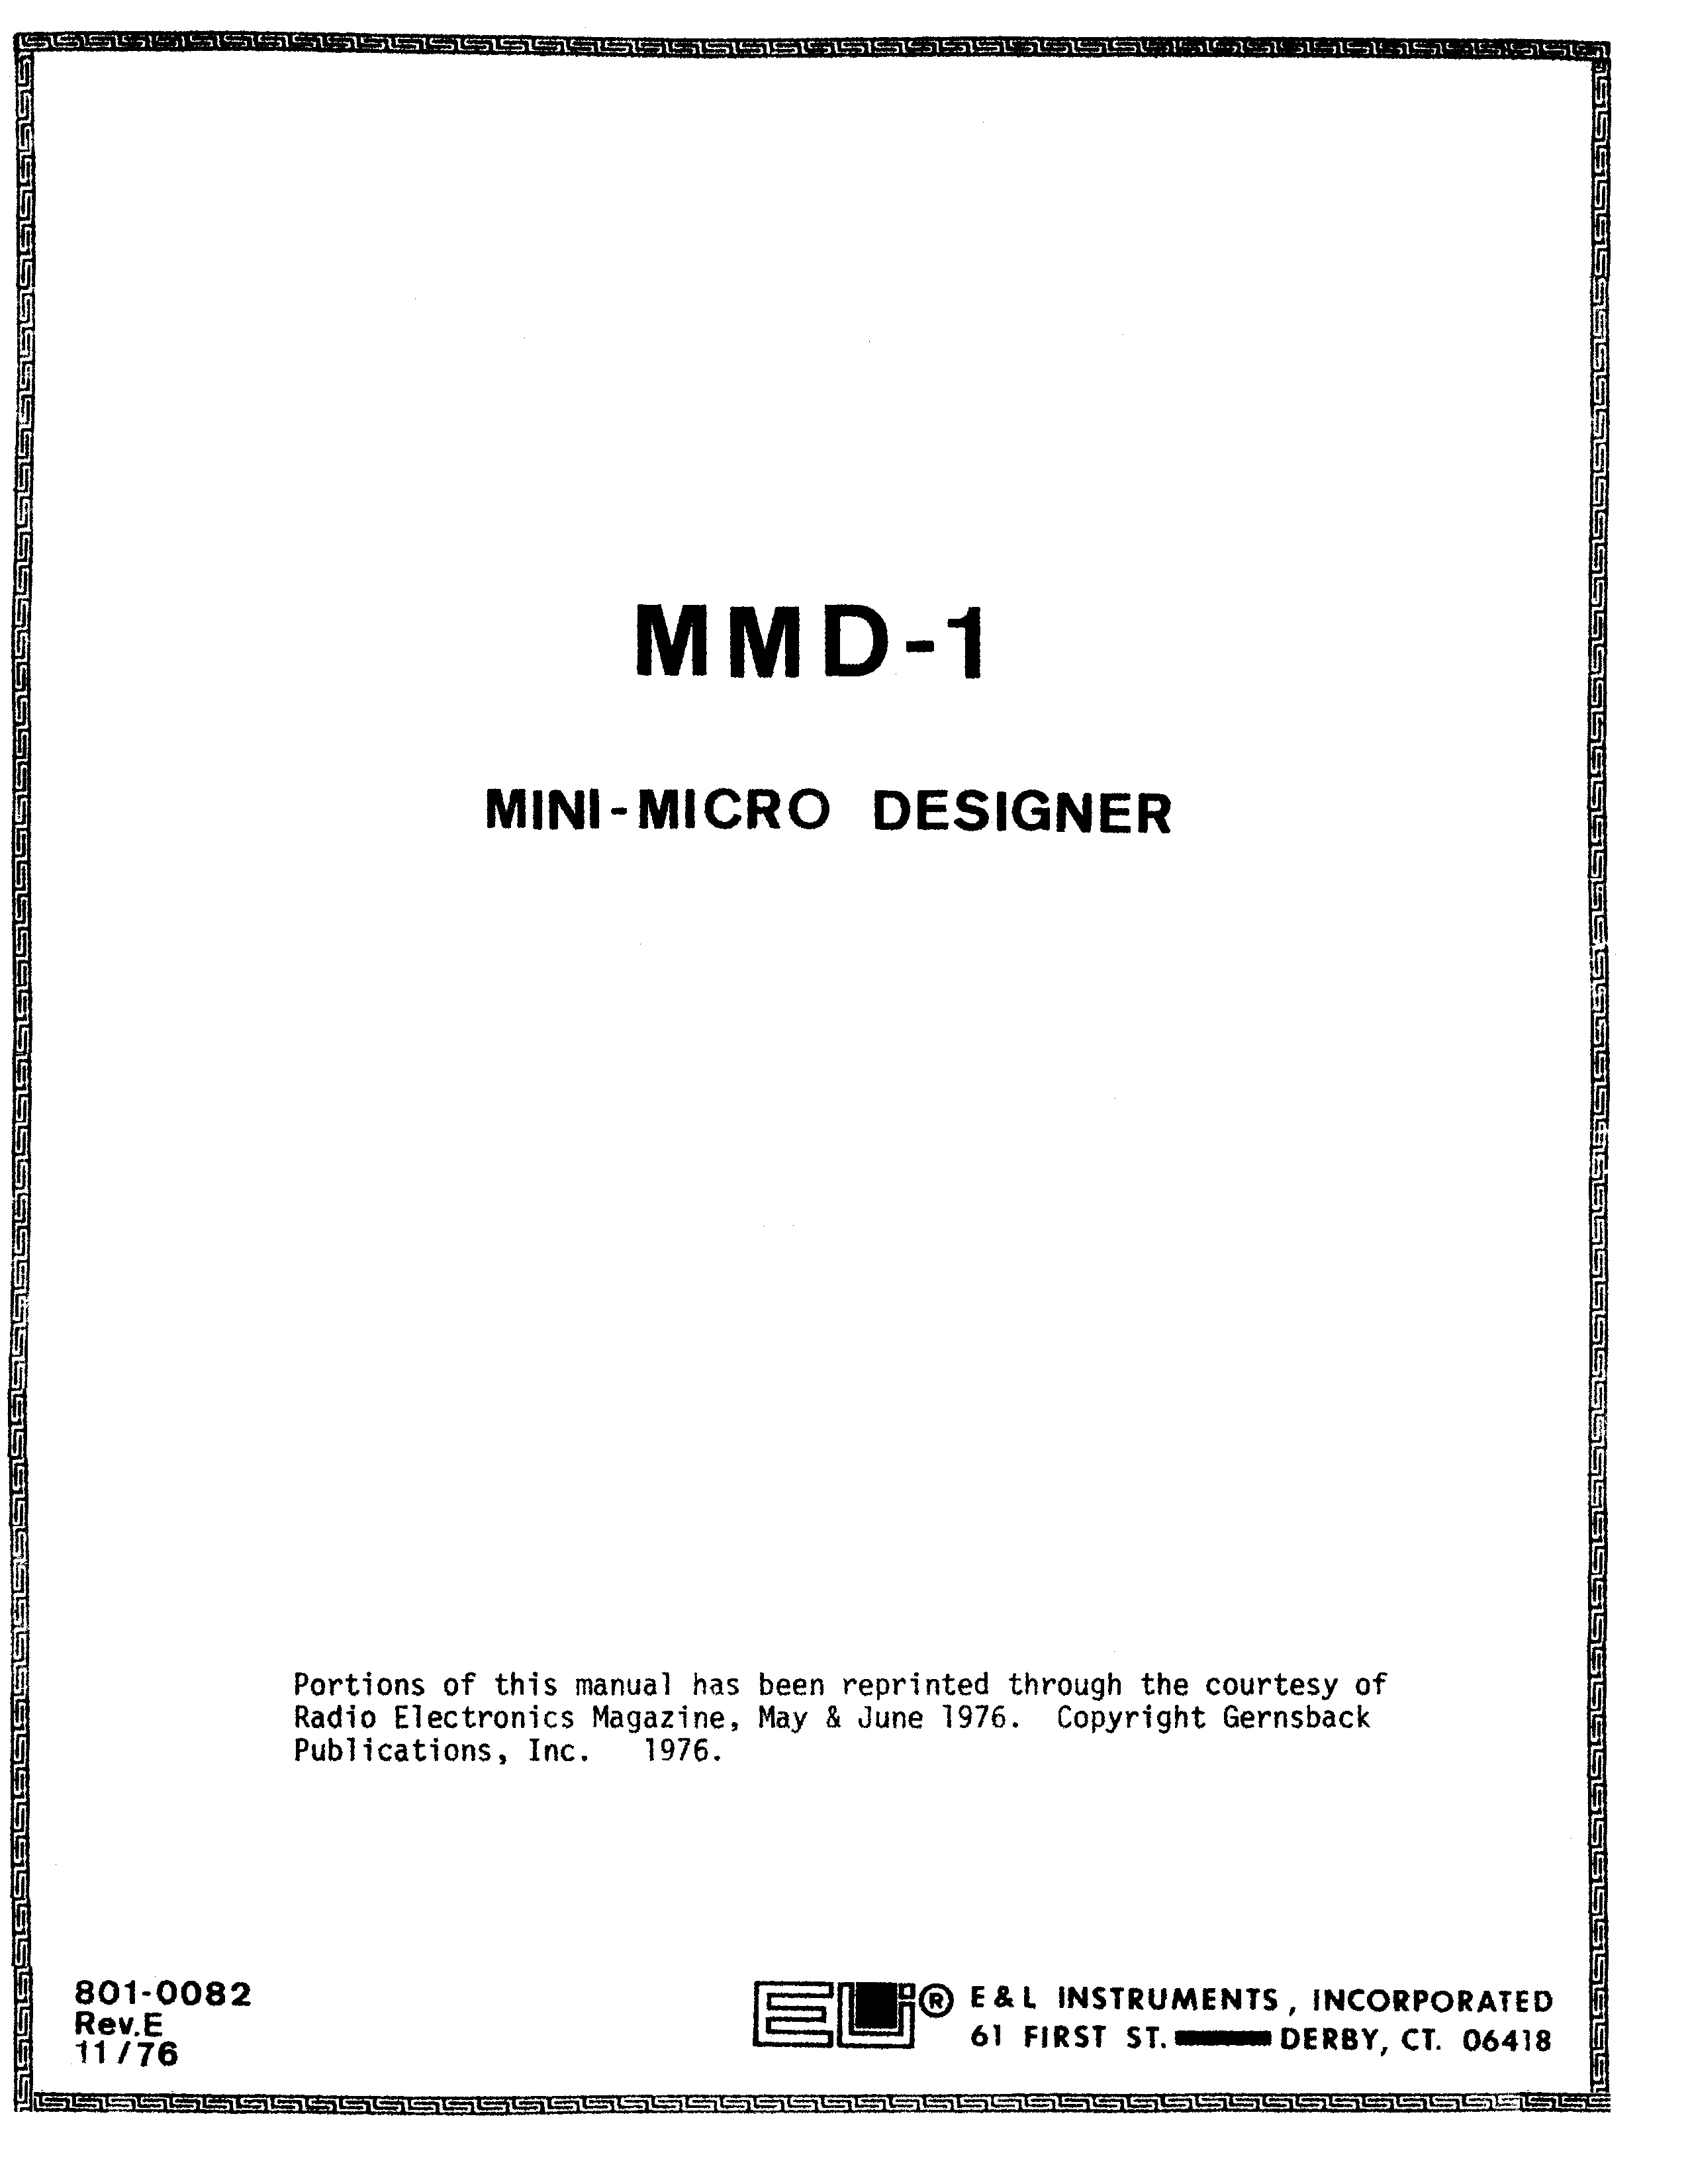 MMD-1
MINI-MICRO DESIGNER
Portions of this manual has been reprinted through the courtesy of
Radio Electronics Magazine, May & June 1976. Copyright Gernsback
Publications, Inc. 1976.
801-0082
Rev.E
11/76
ELI® E&L INSTRUMENTS, INCORPORATED
61 FIRST ST. DERBY, CT. 06418